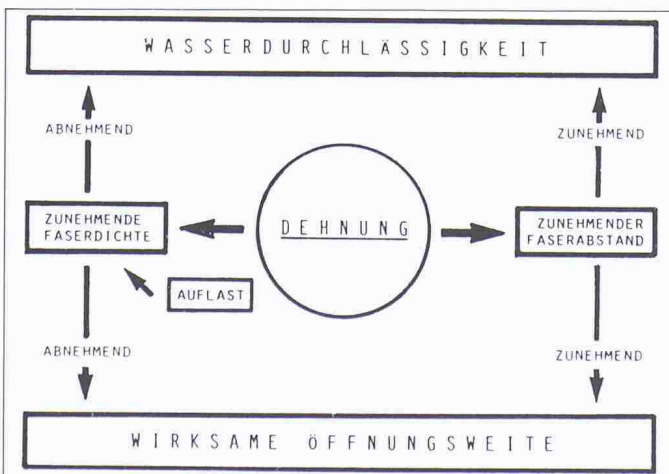 WASSERDURCHLÄSSIGKEIT
ABNEHMEND
ZUNEHMEND
ZUNEHMENDE
FASERDICHTE
DEHNUNG
ZUNEHMENDER
FASERABSTAND
AUFLAST
ABNEHMEND
ZUNEHMEND
WIRKSAME ÖFFNUNGSWEITE